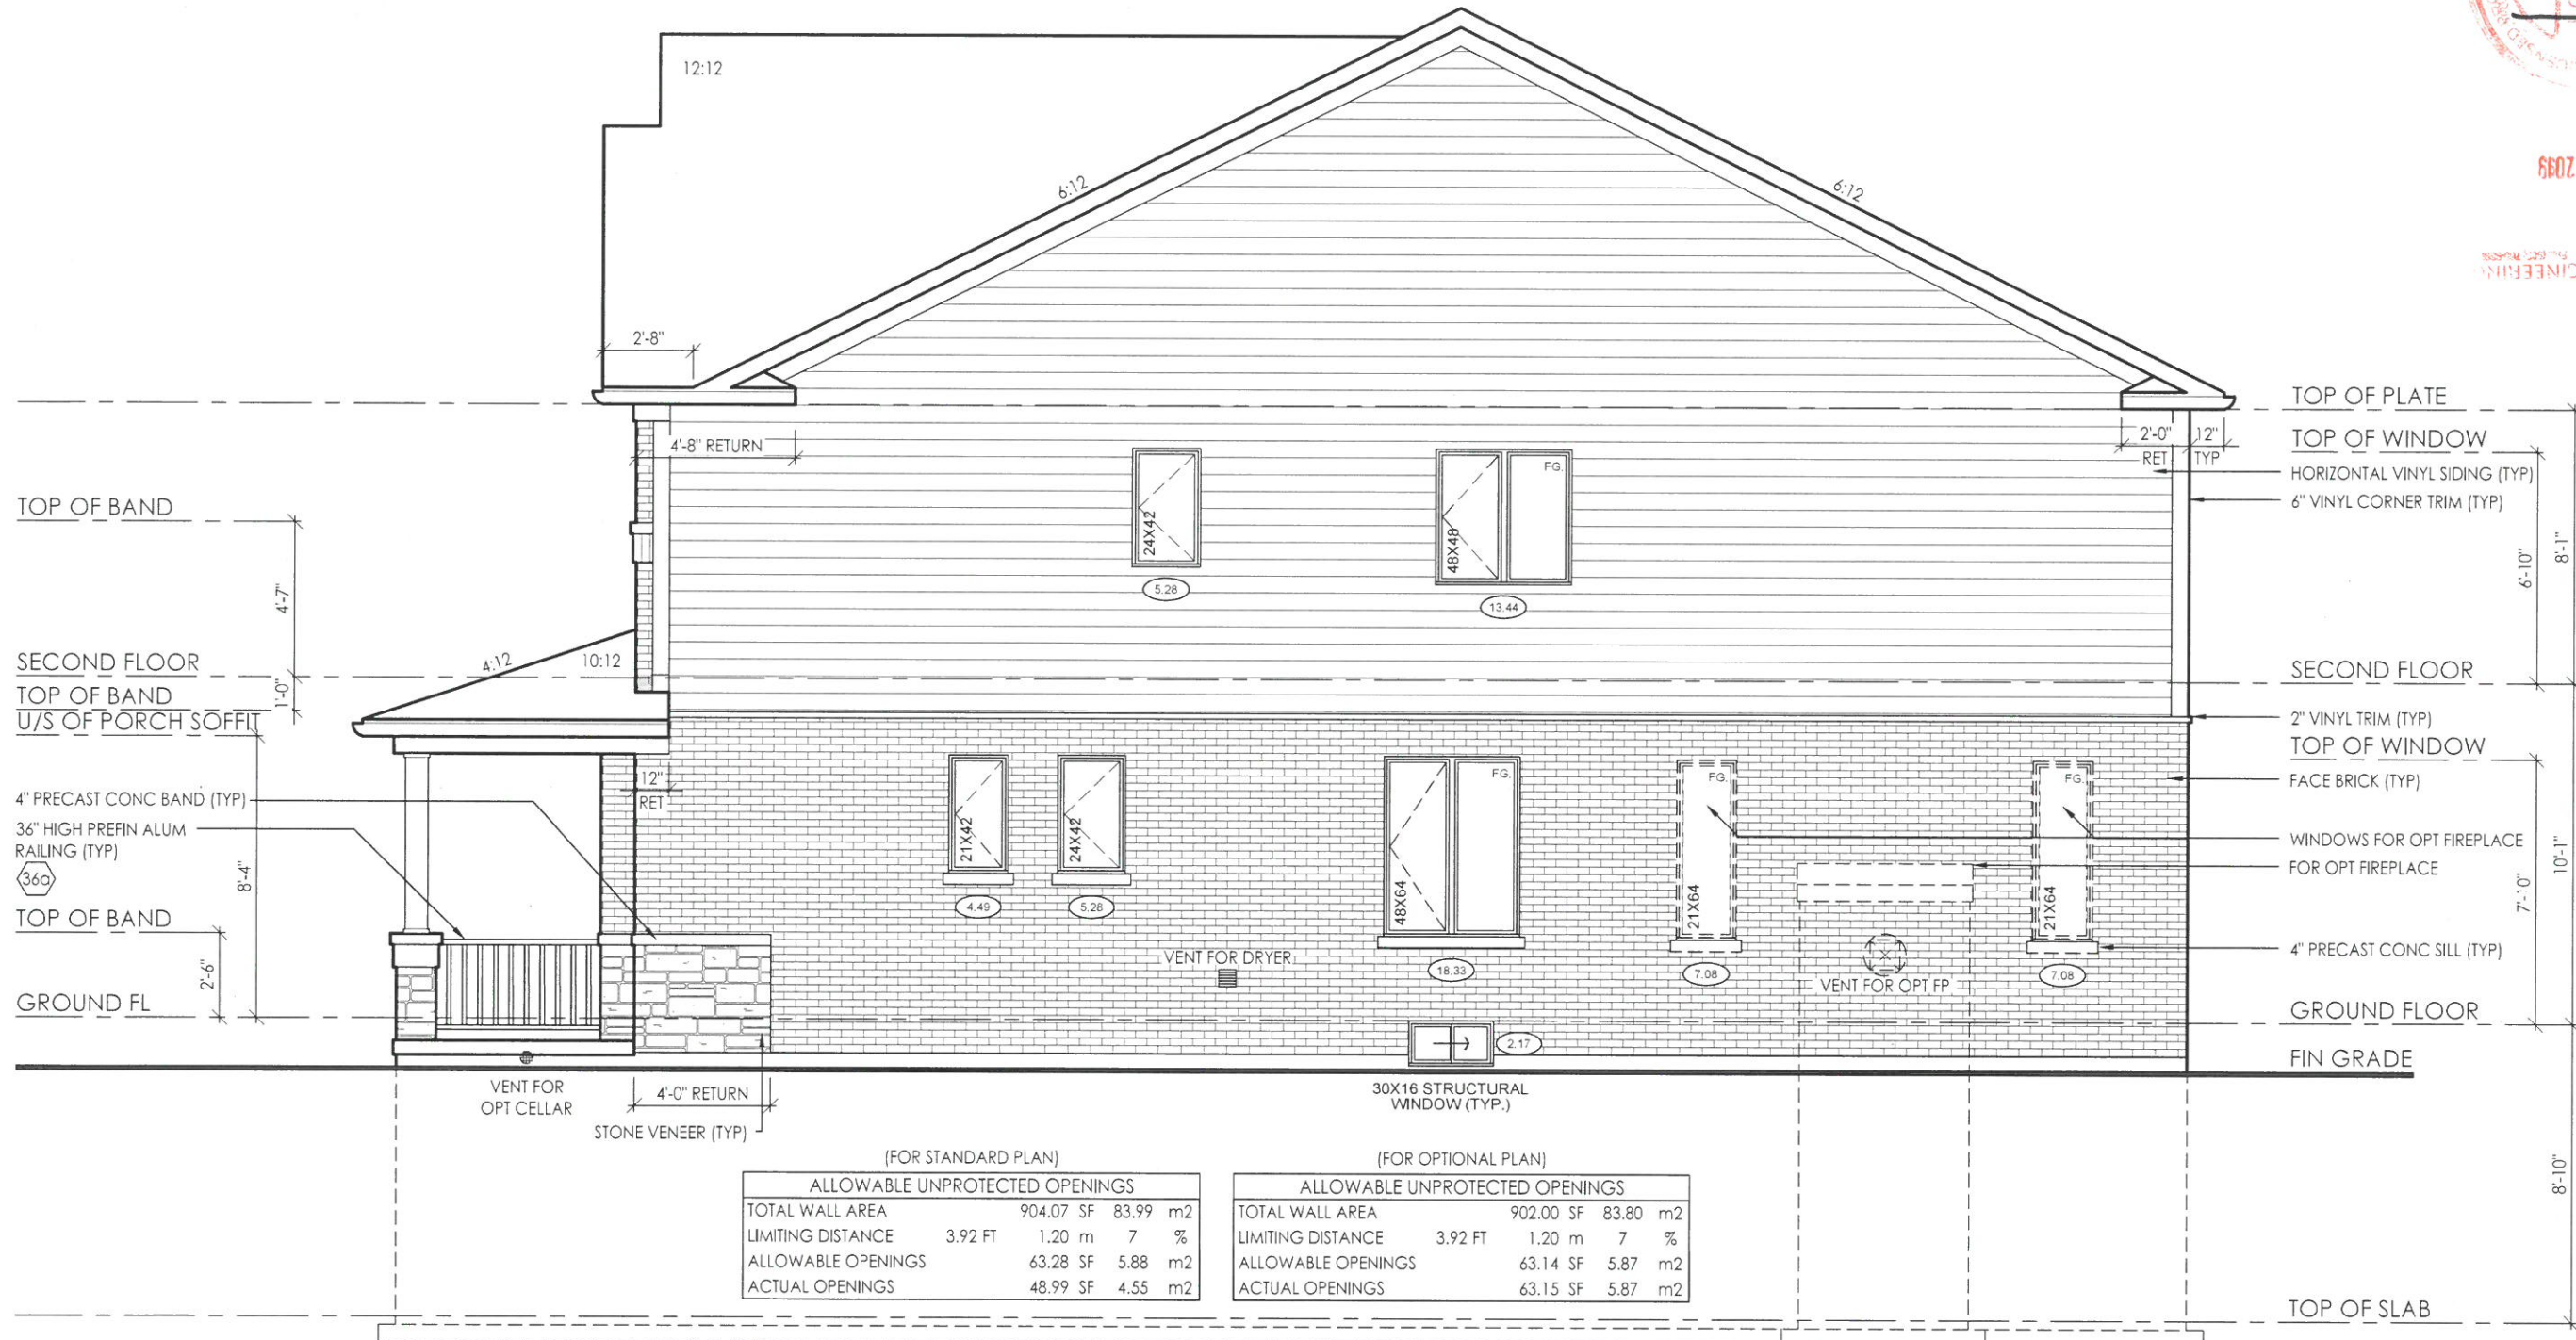 12:12
6:12
6:12
2099
2'-8"
TOP OF PLATE
4'-8" RETURN
2'-0" 12"
RET TYP
TOP OF WINDOW
HORIZONTAL VINYL SIDING (TYP)
6" VINYL CORNER TRIM (TYP)
FG.
24X42
48X48
5.28
13.44
TOP OF BAND
4'-7"
6'-10"
8'-1"
SECOND FLOOR
4:12
10:12
SECOND FLOOR
TOP OF BAND
1'-0"
U/S OF PORCH SOFFIT
2" VINYL TRIM (TYP)
TOP OF WINDOW
FACE BRICK (TYP)
12"
RET
FG.
FG.
FG.
4" PRECAST CONC BAND (TYP)
36" HIGH PREFIN ALUM
RAILING (TYP)
36a
8'-4"
21X42
24X42
48X64
21X64
21X64
WINDOWS FOR OPT FIREPLACE
FOR OPT FIREPLACE
7'-10"
10'-1"
4.49
5.28
TOP OF BAND
2'-6"
VENT FOR DRYER
18.33
7.08
7.08
VENT FOR OPT FP
4" PRECAST CONC SILL (TYP)
GROUND FL
GROUND FLOOR
2.17
FIN GRADE
VENT FOR
OPT CELLAR
4'-0" RETURN
30X16 STRUCTURAL
WINDOW (TYP.)
STONE VENEER (TYP)
8'-10"
(FOR STANDARD PLAN)
ALLOWABLE UNPROTECTED OPENINGS
TOTAL WALL AREA 904.07 SF 83.99 m2
LIMITING DISTANCE 3.92 FT 1.20 m 7 %
ALLOWABLE OPENINGS 63.28 SF 5.88 m2
ACTUAL OPENINGS 48.99 SF 4.55 m2
(FOR OPTIONAL PLAN)
ALLOWABLE UNPROTECTED OPENINGS
TOTAL WALL AREA 902.00 SF 83.80 m2
LIMITING DISTANCE 3.92 FT 1.20 m 7 %
ALLOWABLE OPENINGS 63.14 SF 5.87 m2
ACTUAL OPENINGS 63.15 SF 5.87 m2
TOP OF SLAB